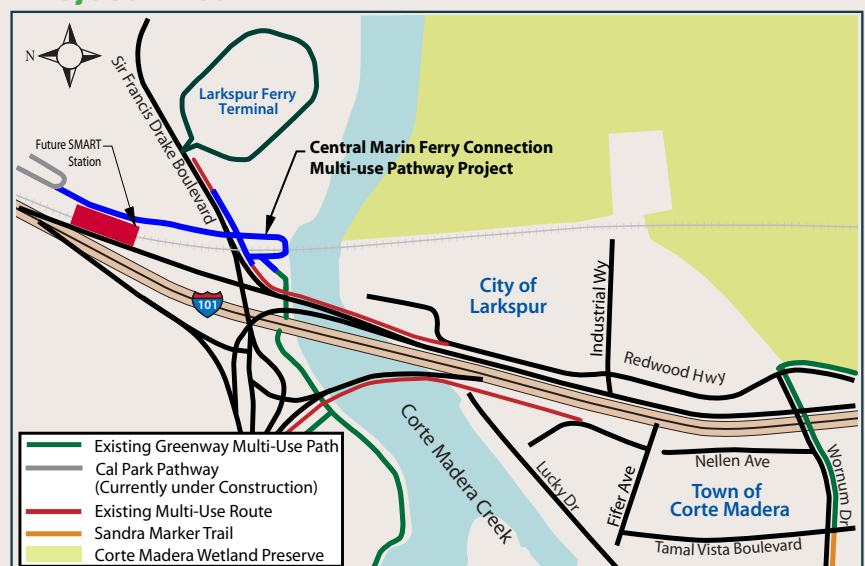 N
Sir Francis Drake Boulevard
Larkspur Ferry
Terminal
Future SMART
Station
Central Marin Ferry Connection
Multi-use Pathway Project
101
City of
Larkspur
Industrial Wy
Redwood Hwy
Corte Madera Creek
Lucky Dr
Fifer Ave
Nellen Ave
Town of
Corte Madera
Wornum Dr
Tamal Vista Boulevard
Existing Greenway Multi-Use Path
Cal Park Pathway
(Currently under Construction)
Existing Multi-Use Route
Sandra Marker Trail
Corte Madera Wetland Preserve